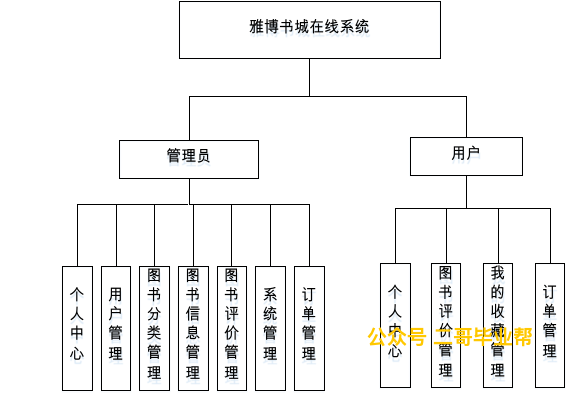 雅博书城在线系统
管理员
用户
个人中心
用户管理
图书分类管理
图书信息管理
图书评价管理
系统管理
订单管理
个人中心
图书评价管理
我的收藏管理
订单管理
公众号 二哥毕业帮